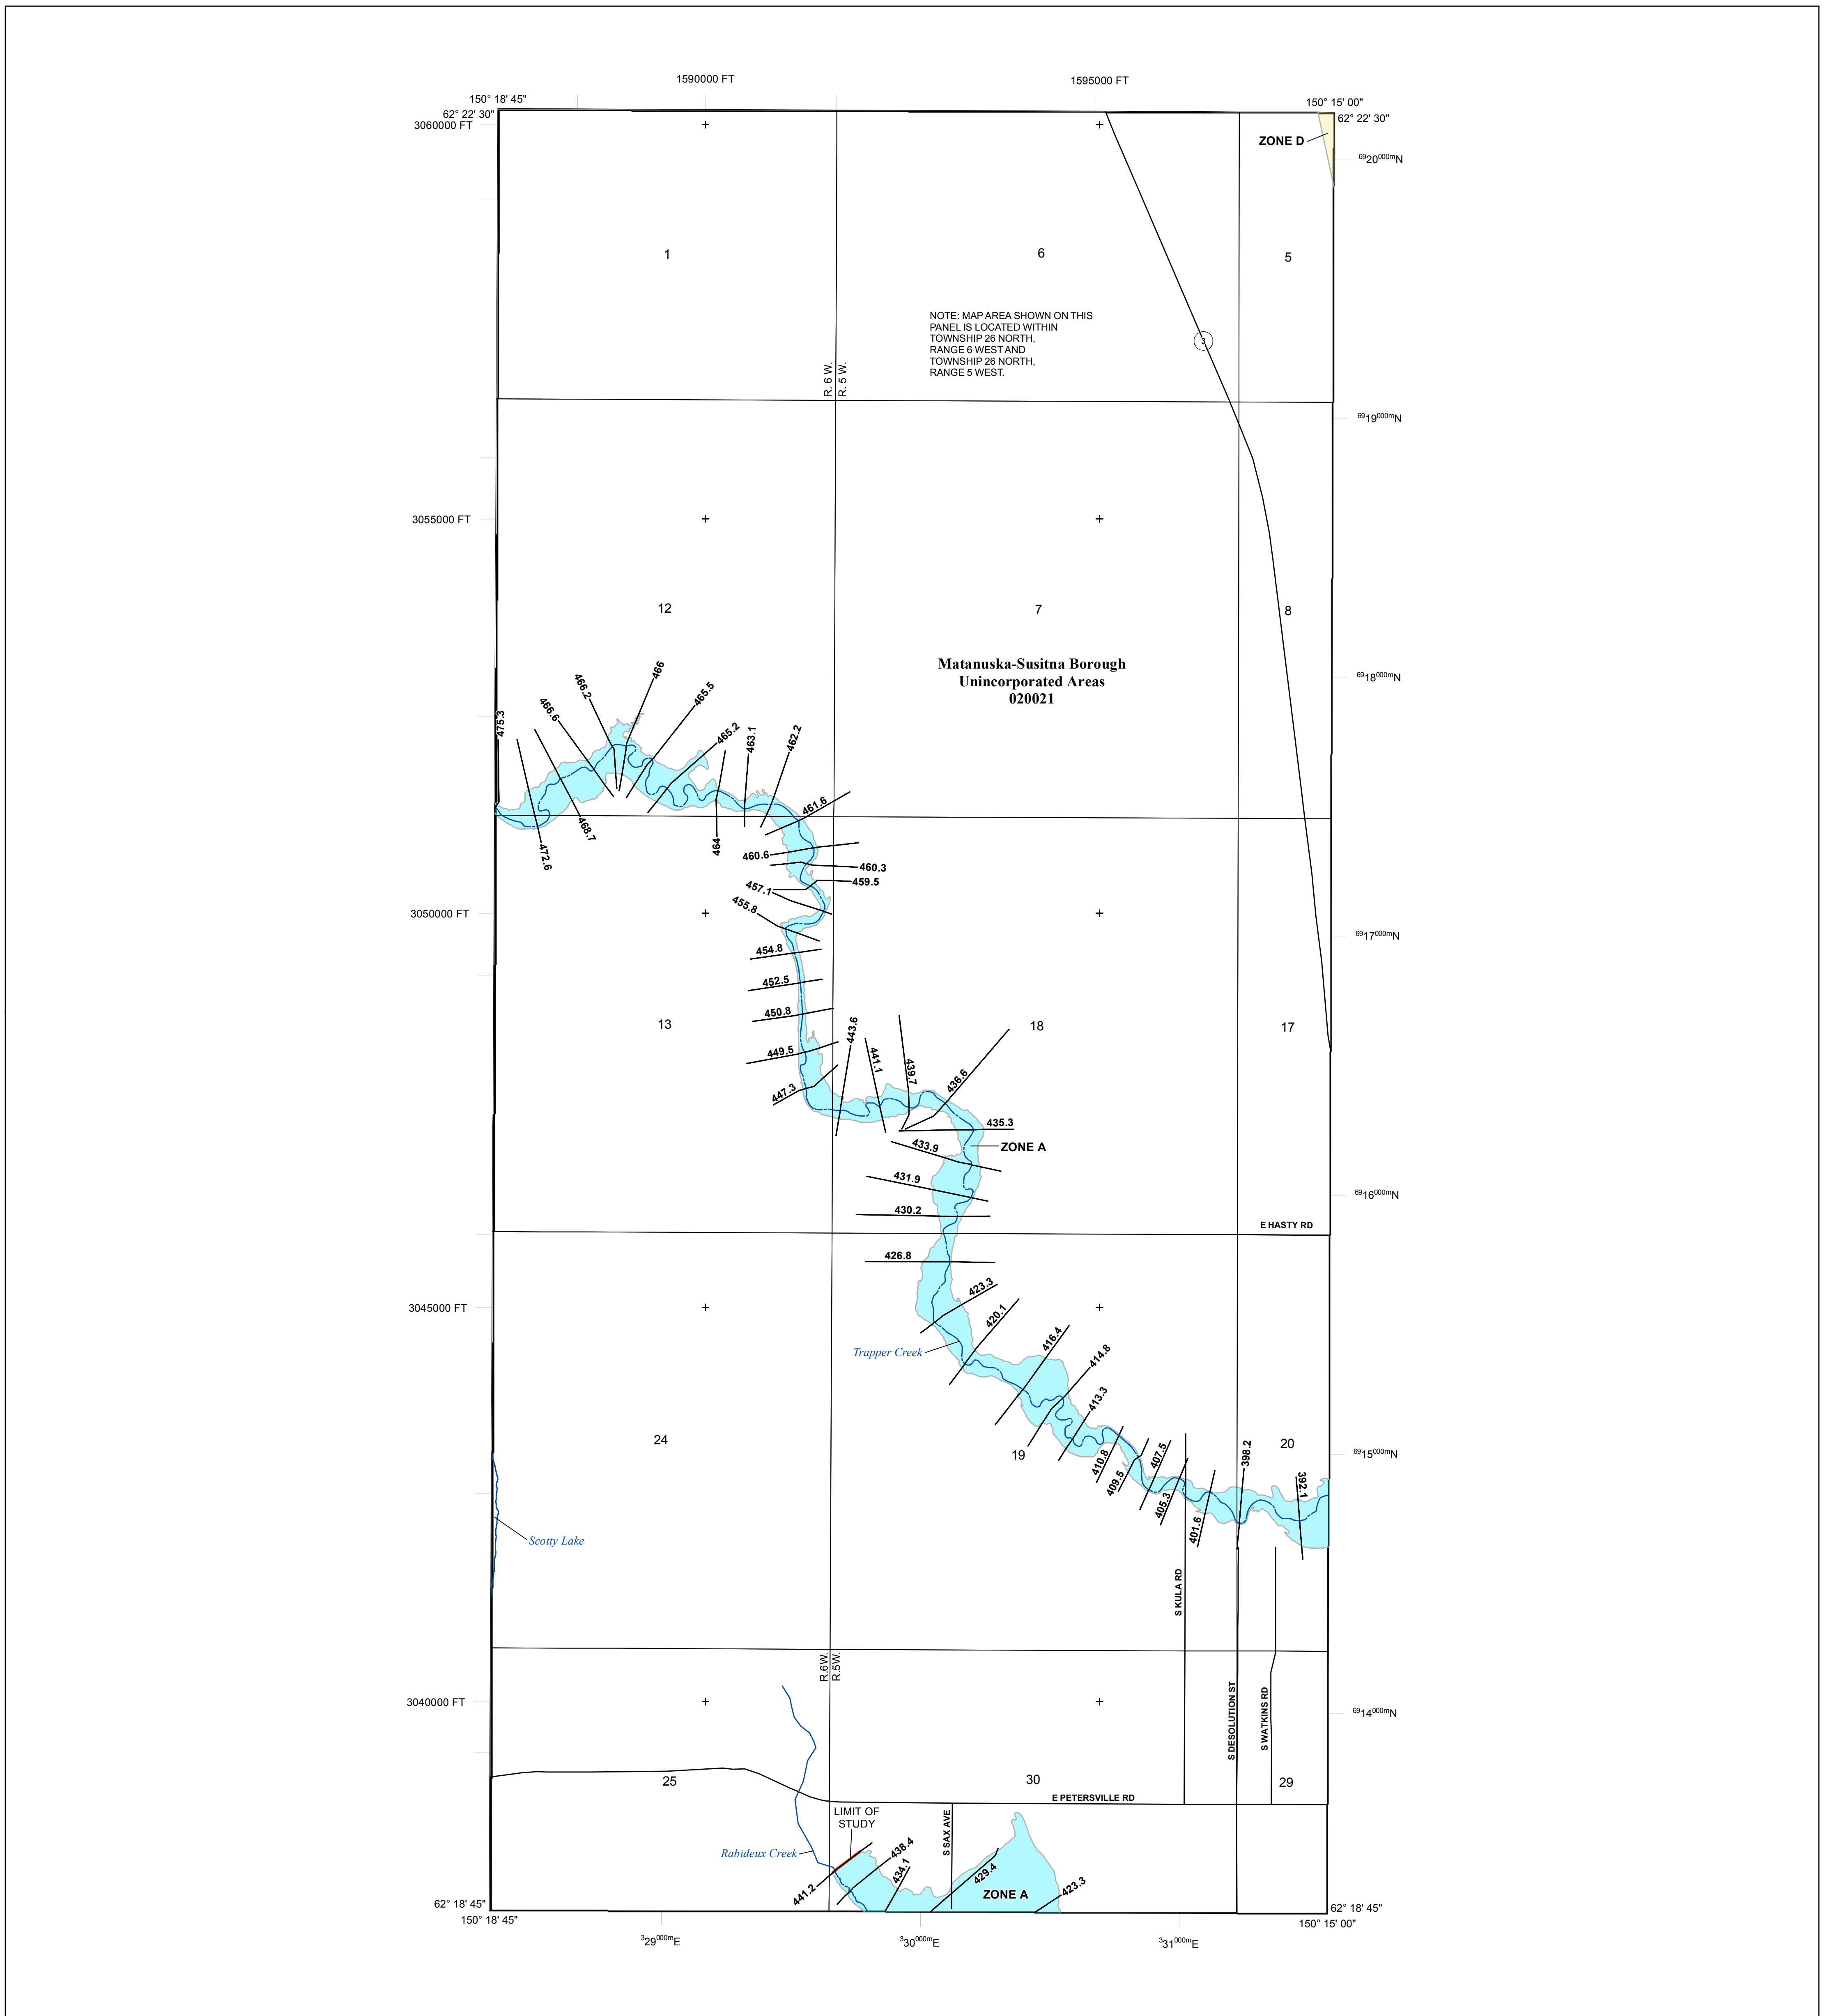 1590000 FT
1595000 FT
150° 18' 45"
150° 15' 00"
62° 22' 30"
62° 22' 30"
3060000 FT
ZONE D
6920000mN
1
6
5
NOTE: MAP AREA SHOWN ON THIS
PANEL IS LOCATED WITHIN
TOWNSHIP 26 NORTH,
RANGE 6 WEST AND
TOWNSHIP 26 NORTH,
RANGE 5 WEST.
3
R. 6 W.
R. 5 W.
6919000mN
3055000 FT
12
7
8
Matanuska-Susitna Borough
Unincorporated Areas
020021
6918000mN
475.3
472.6
468.7
466.6
466.2
466
465.5
465.2
464
463.1
462.2
461.6
460.6
460.3
459.5
457.1
455.8
3050000 FT
6917000mN
454.8
452.5
450.8
449.5
447.3
13
18
17
443.6
441.1
439.7
436.6
435.3
ZONE A
433.9
431.9
430.2
6916000mN
E HASTY RD
426.8
423.3
3045000 FT
420.1
Trapper Creek
416.4
414.8
413.3
24
19
20
410.8
409.5
407.5
405.3
401.6
398.2
392.1
6915000mN
Scotty Lake
S KULA RD
R.6W.
R.5W.
3040000 FT
S DESOLUTION ST
S WATKINS RD
6914000mN
25
30
29
E PETERSVILLE RD
LIMIT OF
STUDY
S SAX AVE
Rabideux Creek
441.2
438.4
434.1
429.4
ZONE A
423.3
62° 18' 45"
62° 18' 45"
150° 18' 45"
150° 15' 00"
329000mE
330000mE
331000mE